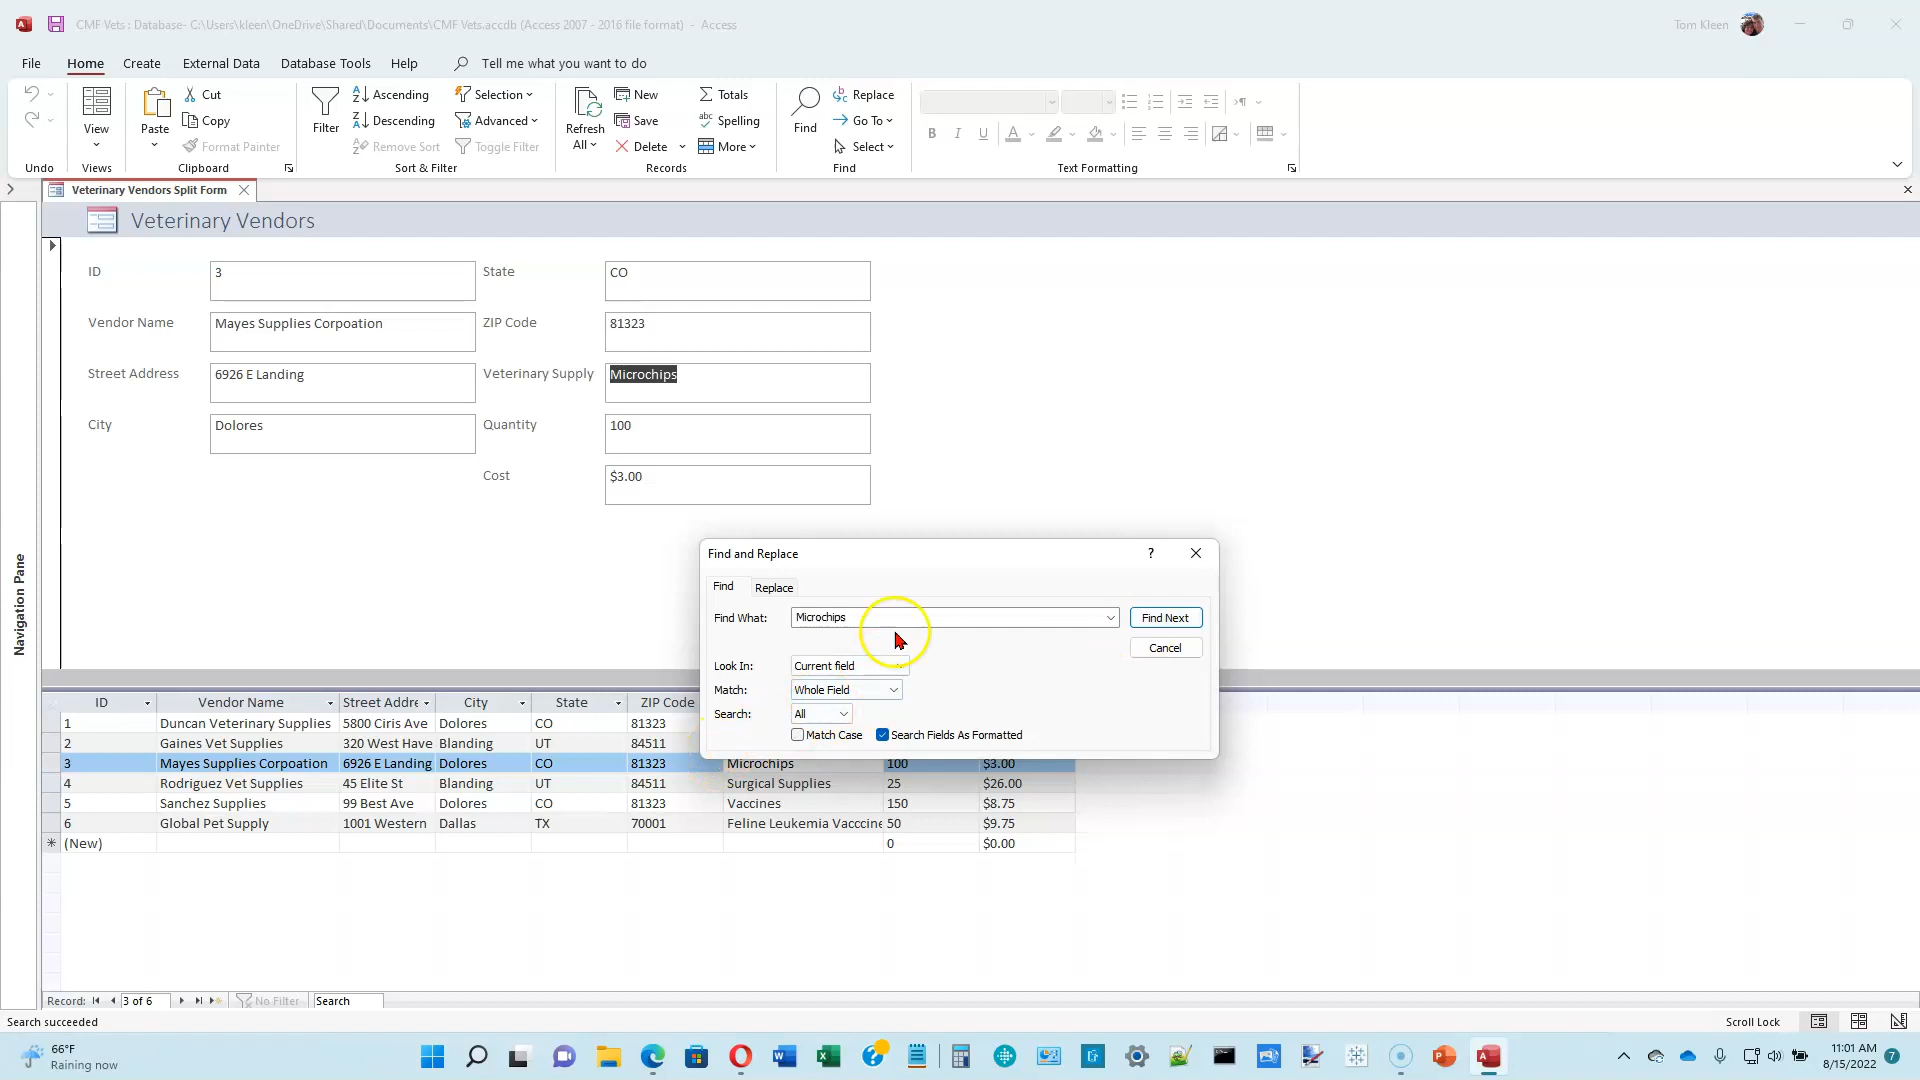 CMF Vets : Database- C:\Users\kleen\OneDrive\Shared\Documents\CMF Vets.accdb (Access 2007 - 2016 file format) - Access
Tom Kleen
File Home Create External Data Database Tools Help Tell me what you want to do
Undo
View
Views
Paste
Cut
Copy
Format Painter
Clipboard
Filter
Ascending
Descending
Remove Sort
Selection
Advanced
Toggle Filter
Sort & Filter
Refresh
All
New
Save
Delete
Totals
Spelling
More
Records
Find
Replace
Go To
Select
Find
B I U A
Text Formatting
Veterinary Vendors Split Form
Navigation Pane
Veterinary Vendors
ID 3 State CO
Vendor Name Mayes Supplies Corpoation ZIP Code 81323
Street Address 6926 E Landing Veterinary Supply Microchips
City Dolores Quantity 100
Cost $3.00
Find and Replace ?
Find Replace
Find What: Microchips Find Next
Cancel
Look In: Current field
Match: Whole Field
Search: All
Match Case Search Fields As Formatted
ID Vendor Name Street Addre City State ZIP Code
1 Duncan Veterinary Supplies 5800 Ciris Ave Dolores CO 81323
2 Gaines Vet Supplies 320 West Have Blanding UT 84511
3 Mayes Supplies Corpoation 6926 E Landing Dolores CO 81323 Microchips 100 $3.00
4 Rodriguez Vet Supplies 45 Elite St Blanding UT 84511 Surgical Supplies 25 $26.00
5 Sanchez Supplies 99 Best Ave Dolores CO 81323 Vaccines 150 $8.75
6 Global Pet Supply 1001 Western Dallas TX 70001 Feline Leukemia Vacccine 50 $9.75
* (New) 0 $0.00
Record: 3 of 6 No Filter Search
Search succeeded
Scroll Lock
66°F
Raining now
11:01 AM
8/15/2022
7